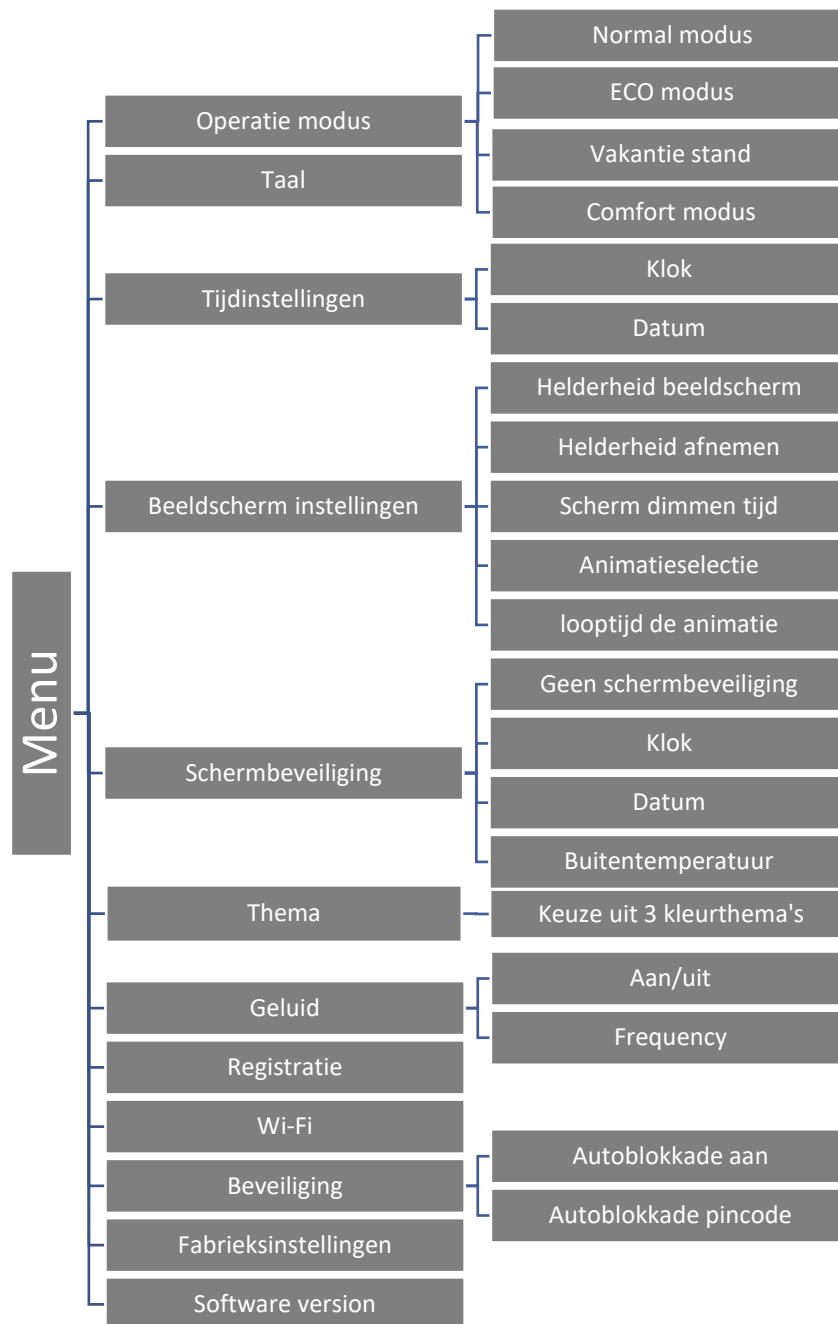 Menu
Operatie modus
Normal modus
ECO modus
Vakantie stand
Comfort modus
Taal
Tijdinstellingen
Klok
Datum
Beeldscherm instellingen
Helderheid beeldscherm
Helderheid afnemen
Scherm dimmen tijd
Animatieselectie
looptijd de animatie
Schermbeveiliging
Geen schermbeveiliging
Klok
Datum
Buitentemperatuur
Thema
Keuze uit 3 kleurthema's
Geluid
Aan/uit
Frequency
Registratie
Wi-Fi
Beveiliging
Autoblokkade aan
Autoblokkade pincode
Fabrieksinstellingen
Software version